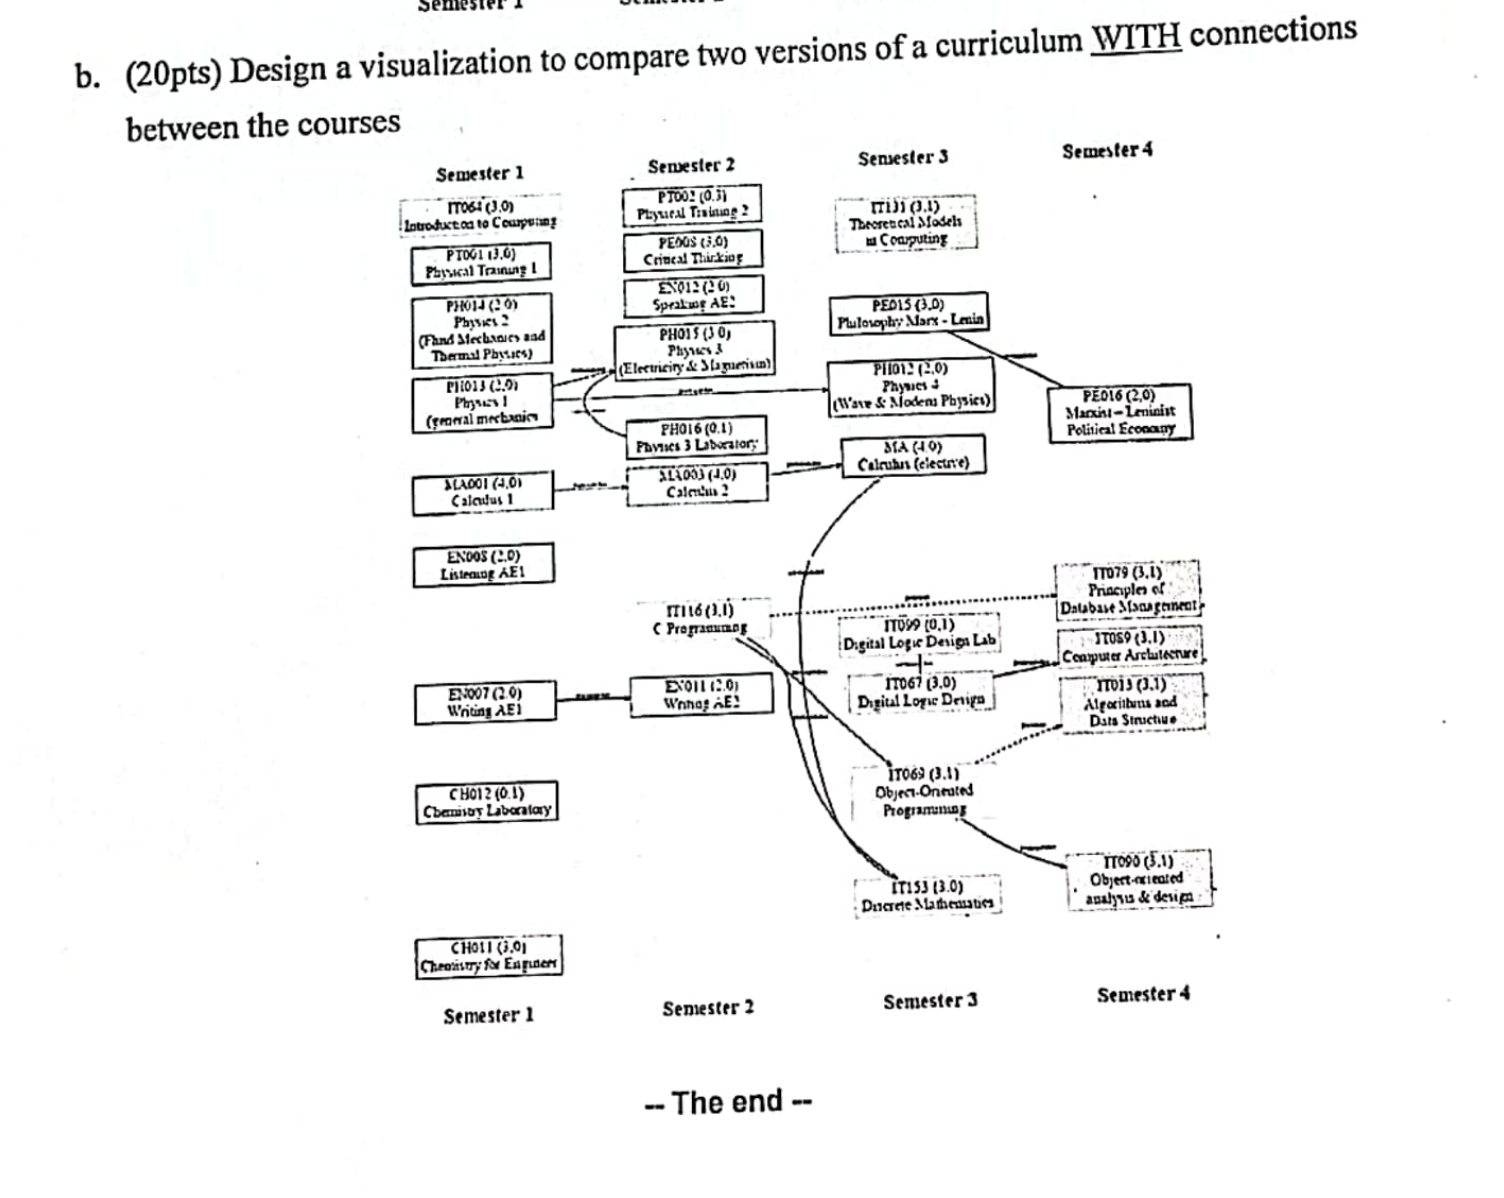 Semester 1
b. (20pts) Design a visualization to compare two versions of a curriculum WITH connections
between the courses
Semester 1
Semester 2
Semester 3
Semester 4
IT064 (3,0)
Introduction to Computing
PT001 (3,0)
Physical Training 1
PH014 (2,0)
Physics 2
(Fluid Mechanics and
Thermal Physics)
PH013 (2,0)
Physics 1
(general mechanics
MA001 (4,0)
Calculus 1
EN008 (2,0)
Listening AE1
EN007 (2,0)
Writing AE1
CH012 (0,1)
Chemistry Laboratory
CH011 (3,0)
Chemistry for Engineers
PT002 (0,3)
Physical Training 2
PE008 (3,0)
Critical Thinking
EN012 (2,0)
Speaking AE2
PH015 (3,0)
Physics 3
(Electricity & Magnetism)
PH016 (0,1)
Physics 3 Laboratory
MA003 (4,0)
Calculus 2
IT116 (3,1)
C Programming
EN011 (2,0)
Writing AE2
IT131 (3,1)
Theoretical Models
in Computing
PE015 (3,0)
Philosophy Marx - Lenin
PH012 (2,0)
Physics 4
(Wave & Modern Physics)
MA (4,0)
Calculus (elective)
IT099 (0,1)
Digital Logic Design Lab
IT067 (3,0)
Digital Logic Design
IT069 (3,1)
Object-Oriented
Programming
IT153 (3,0)
Discrete Mathematics
PE016 (2,0)
Marxist – Leninist
Political Economy
IT079 (3,1)
Principles of
Database Management
IT089 (3,1)
Computer Architecture
IT013 (3,1)
Algorithms and
Data Structure
IT090 (3,1)
Object-oriented
analysis & design
Semester 1
Semester 2
Semester 3
Semester 4
-- The end --